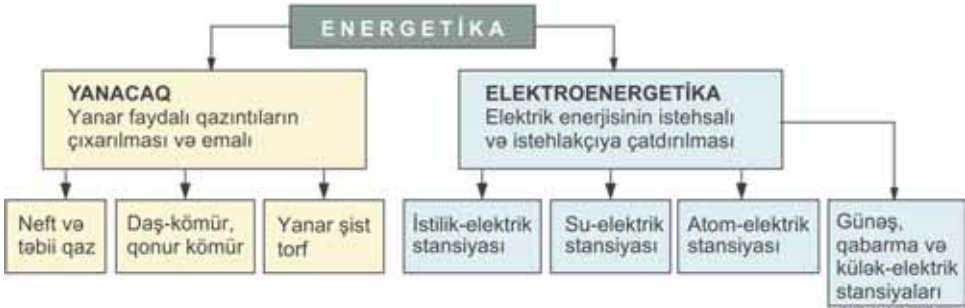 ENERGETİKA
YANACAQ
Yanar faydalı qazıntıların
çıxarılması və emalı
ELEKTROENERGETİKA
Elektrik enerjisinin istehsalı
və istehlakçıya çatdırılması
Neft və
təbii qaz
Daş-kömür,
qonur kömür
Yanar şist
torf
İstilik-elektrik
stansiyası
Su-elektrik
stansiyası
Atom-elektrik
stansiyası
Günəş,
qabarma və
külək-elektrik
stansiyaları